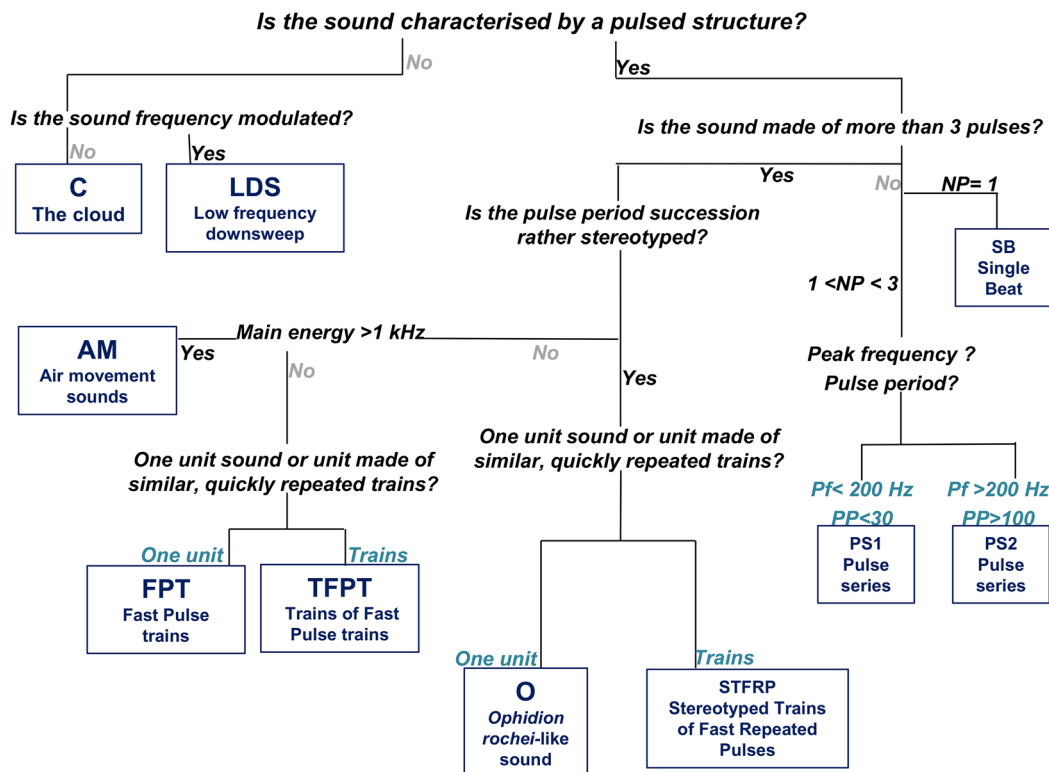 Is the sound characterised by a pulsed structure?
No
Yes
Is the sound frequency modulated?
Is the sound made of more than 3 pulses?
No
Yes
Yes
No
NP= 1
C
The cloud
LDS
Low frequency
downsweep
Is the pulse period succession
rather stereotyped?
SB
Single
Beat
1 <NP < 3
AM
Air movement
sounds
Yes
Main energy >1 kHz
No
No
Yes
Peak frequency ?
Pulse period?
One unit sound or unit made of
similar, quickly repeated trains?
One unit sound or unit made of
similar, quickly repeated trains?
Pf< 200 Hz
PP<30
Pf >200 Hz
PP>100
PS1
Pulse
series
PS2
Pulse
series
One unit
Trains
FPT
Fast Pulse
trains
TFPT
Trains of Fast
Pulse trains
One unit
Trains
O
Ophidion
rochei-like
sound
STFRP
Stereotyped Trains
of Fast Repeated
Pulses